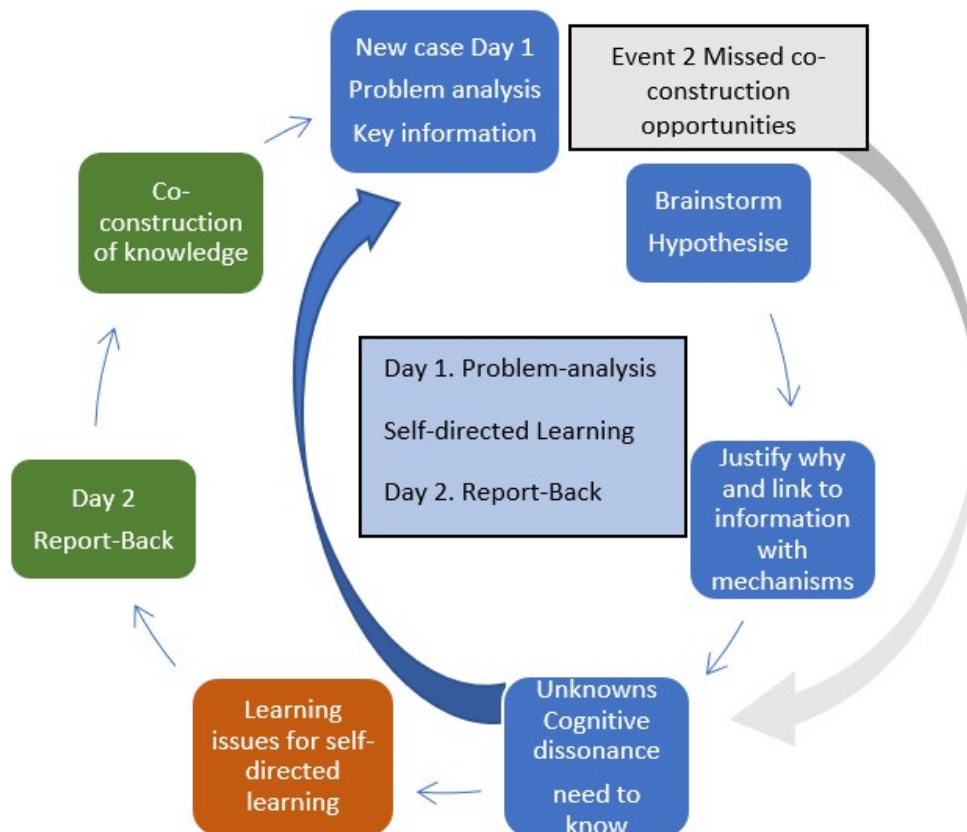 New case Day 1
Problem analysis
Key information
Event 2 Missed co-
construction
opportunities
Brainstorm
Hypothesise
Justify why
and link to
information
with
mechanisms
Unknowns
Cognitive
dissonance
need to
know
Learning
issues for self-
directed
learning
Day 2
Report-Back
Co-
construction
of knowledge
Day 1. Problem-analysis
Self-directed Learning
Day 2. Report-Back